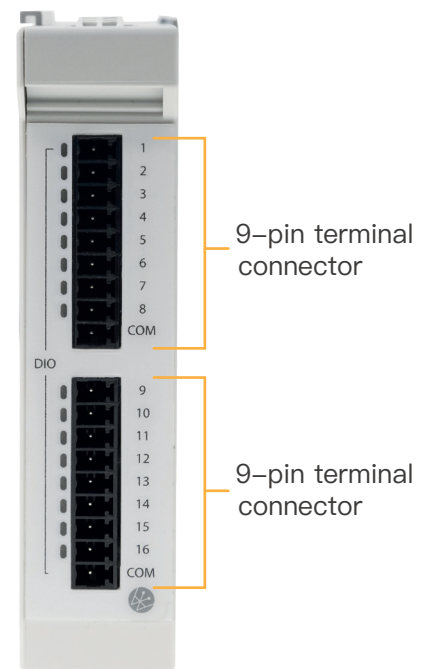 1
2
3
4
5
6
7
8
COM
9-pin terminal
connector
DIO
9
10
11
12
13
14
15
16
COM
9-pin terminal
connector